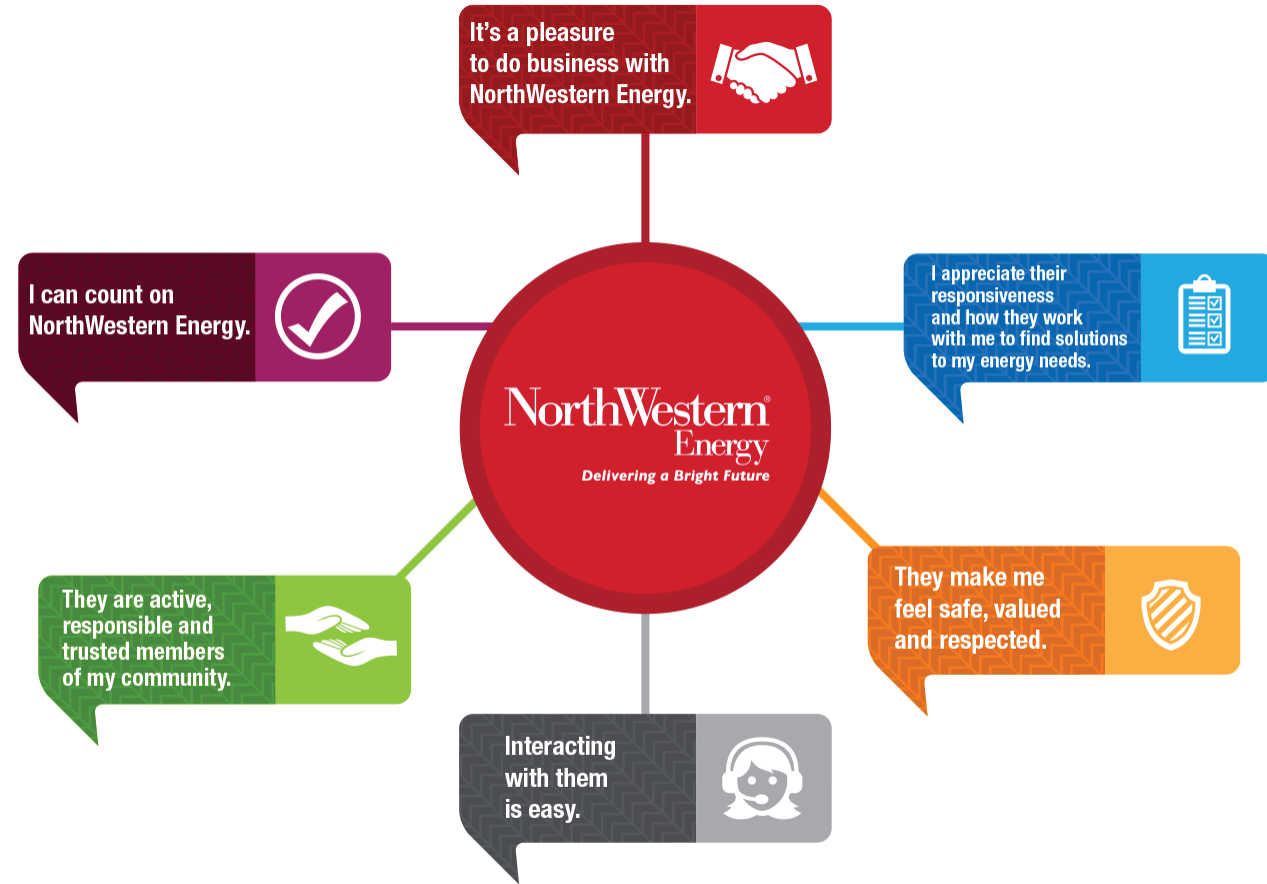 It's a pleasure
to do business with
NorthWestern Energy.
I can count on
NorthWestern Energy.
I appreciate their
responsiveness
and how they work
with me to find solutions
to my energy needs.
NorthWestern®
Energy
Delivering a Bright Future
They are active,
responsible and
trusted members
of my community.
They make me
feel safe, valued
and respected.
Interacting
with them
is easy.